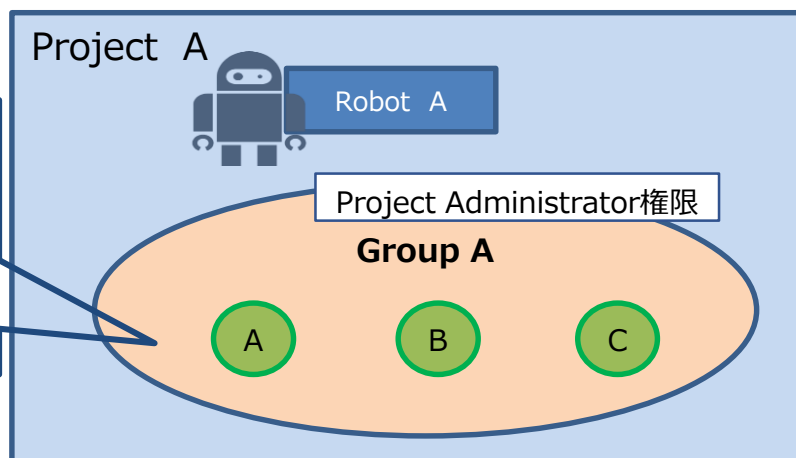 Project A
Robot A
Project Administrator権限
Group A
A
B
C